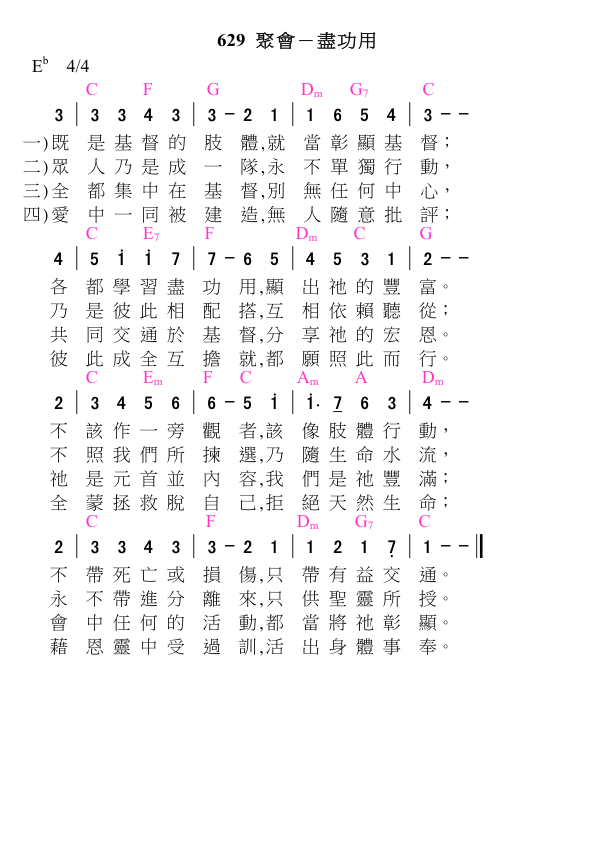 629 聚會－盡功用
E♭ 4/4
C F G Dm G7 C
3 | 3 3 4 3 | 3 - 2 1 | 1 6 5 4 | 3 - -
一)既 是基督的 肢 體,就 當彰顯基 督；
二)眾 人乃是成 一 隊,永 不單獨行 動，
三)全 都集中在 基 督,別 無任何中 心，
四)愛 中一同被 建 造,無 人隨意批 評；
C E7 F Dm C G
4 | 5 i i 7 | 7 - 6 5 | 4 5 3 1 | 2 - -
各 都學習盡 功 用,顯 出祂的豐 富。
乃 是彼此相 配 搭,互 相依賴聽 從；
共 同交通於 基 督,分 享祂的宏 恩。
彼 此成全互 擔 就,都 願照此而 行。
C Em F C Am A Dm
2 | 3 4 5 6 | 6 - 5 i | i· 7 6 3 | 4 - -
不 該作一旁 觀 者,該 像肢體行 動，
不 照我們所 揀 選,乃 隨生命水 流，
祂 是元首並 內 容,我 們是祂豐 滿；
全 蒙拯救脫 自 己,拒 絕天然生 命；
C F Dm G7 C
2 | 3 3 4 3 | 3 - 2 1 | 1 2 1 7̣ | 1 - - ‖
不 帶死亡或 損 傷,只 帶有益交 通。
永 不帶進分 離 來,只 供聖靈所 授。
會 中任何的 活 動,都 當將祂彰 顯。
藉 恩靈中受 過 訓,活 出身體事 奉。